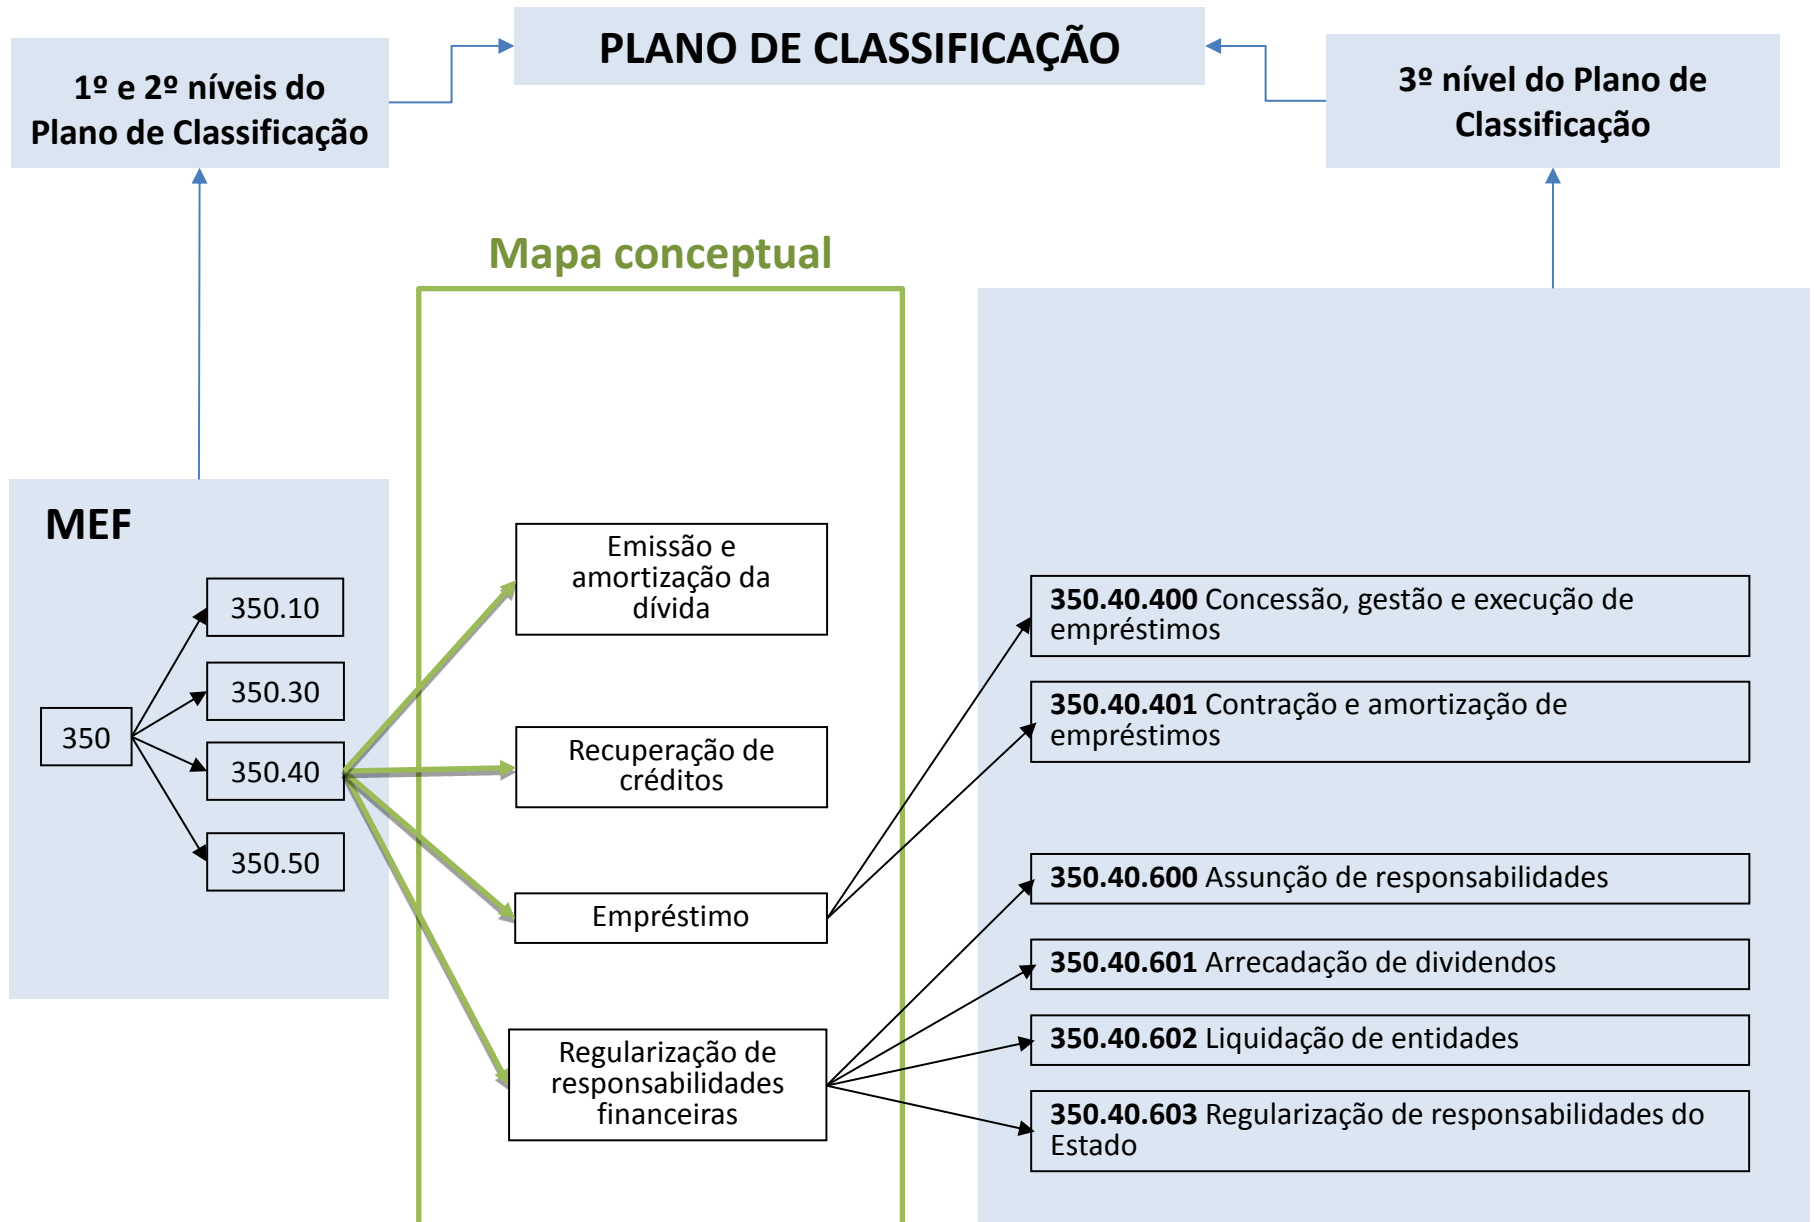 PLANO DE CLASSIFICAÇÃO
1º e 2º níveis do
Plano de Classificação
3º nível do Plano de
Classificação
Mapa conceptual
MEF
350
350.10
350.30
350.40
350.50
Emissão e
amortização da
dívida
Recuperação de
créditos
Empréstimo
Regularização de
responsabilidades
financeiras
350.40.400 Concessão, gestão e execução de
empréstimos
350.40.401 Contração e amortização de
empréstimos
350.40.600 Assunção de responsabilidades
350.40.601 Arrecadação de dividendos
350.40.602 Liquidação de entidades
350.40.603 Regularização de responsabilidades do
Estado